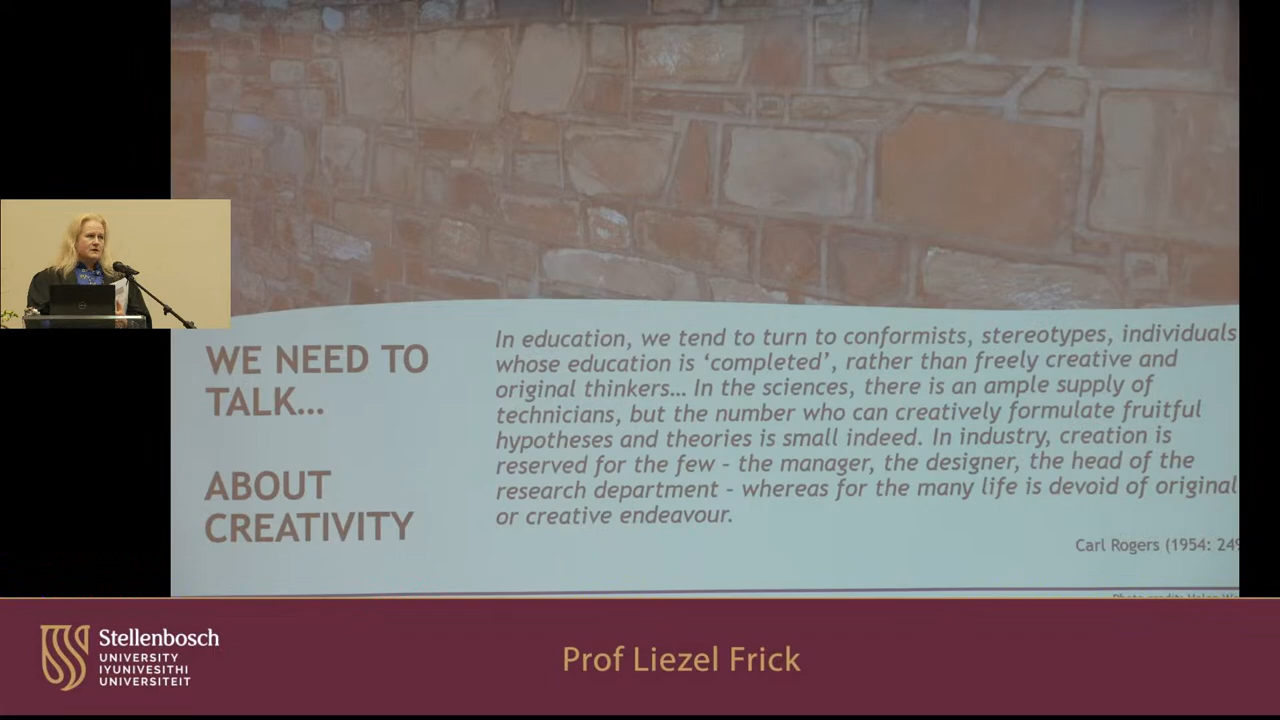 WE NEED TO
TALK...
ABOUT
CREATIVITY
In education, we tend to turn to conformists, stereotypes, individuals
whose education is ‘completed’, rather than freely creative and
original thinkers... In the sciences, there is an ample supply of
technicians, but the number who can creatively formulate fruitful
hypotheses and theories is small indeed. In industry, creation is
reserved for the few – the manager, the designer, the head of the
research department – whereas for the many life is devoid of original
or creative endeavour.
Carl Rogers (1954: 249
Photo credit:
Stellenbosch
UNIVERSITY
IYUNIVESITHI
UNIVERSITEIT
Prof Liezel Frick